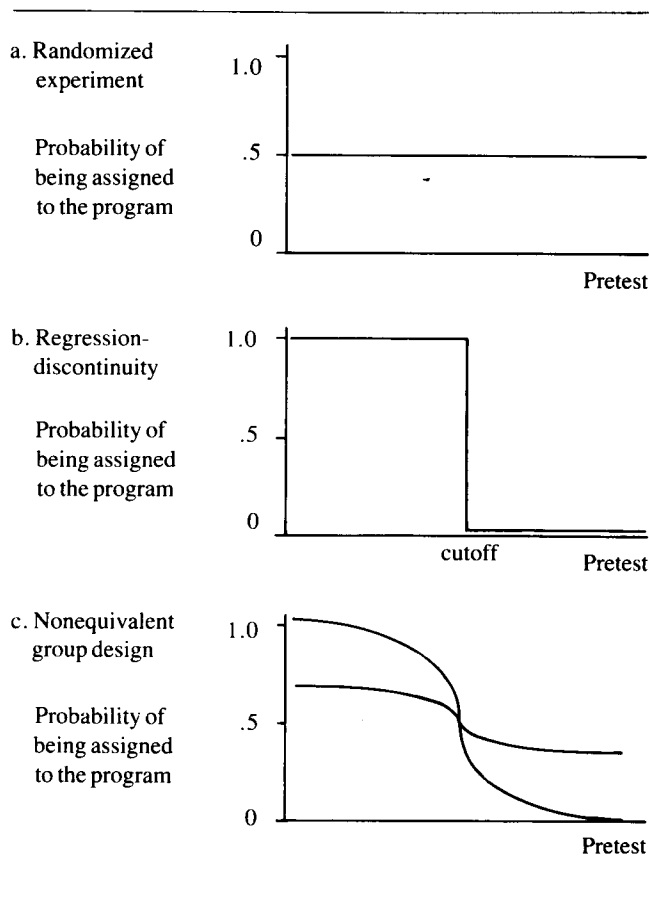 a. Randomized
experiment
Probability of
being assigned
to the program
1.0
.5
0
Pretest
b. Regression-
discontinuity
Probability of
being assigned
to the program
1.0
.5
0
cutoff
Pretest
c. Nonequivalent
group design
Probability of
being assigned
to the program
1.0
.5
0
Pretest